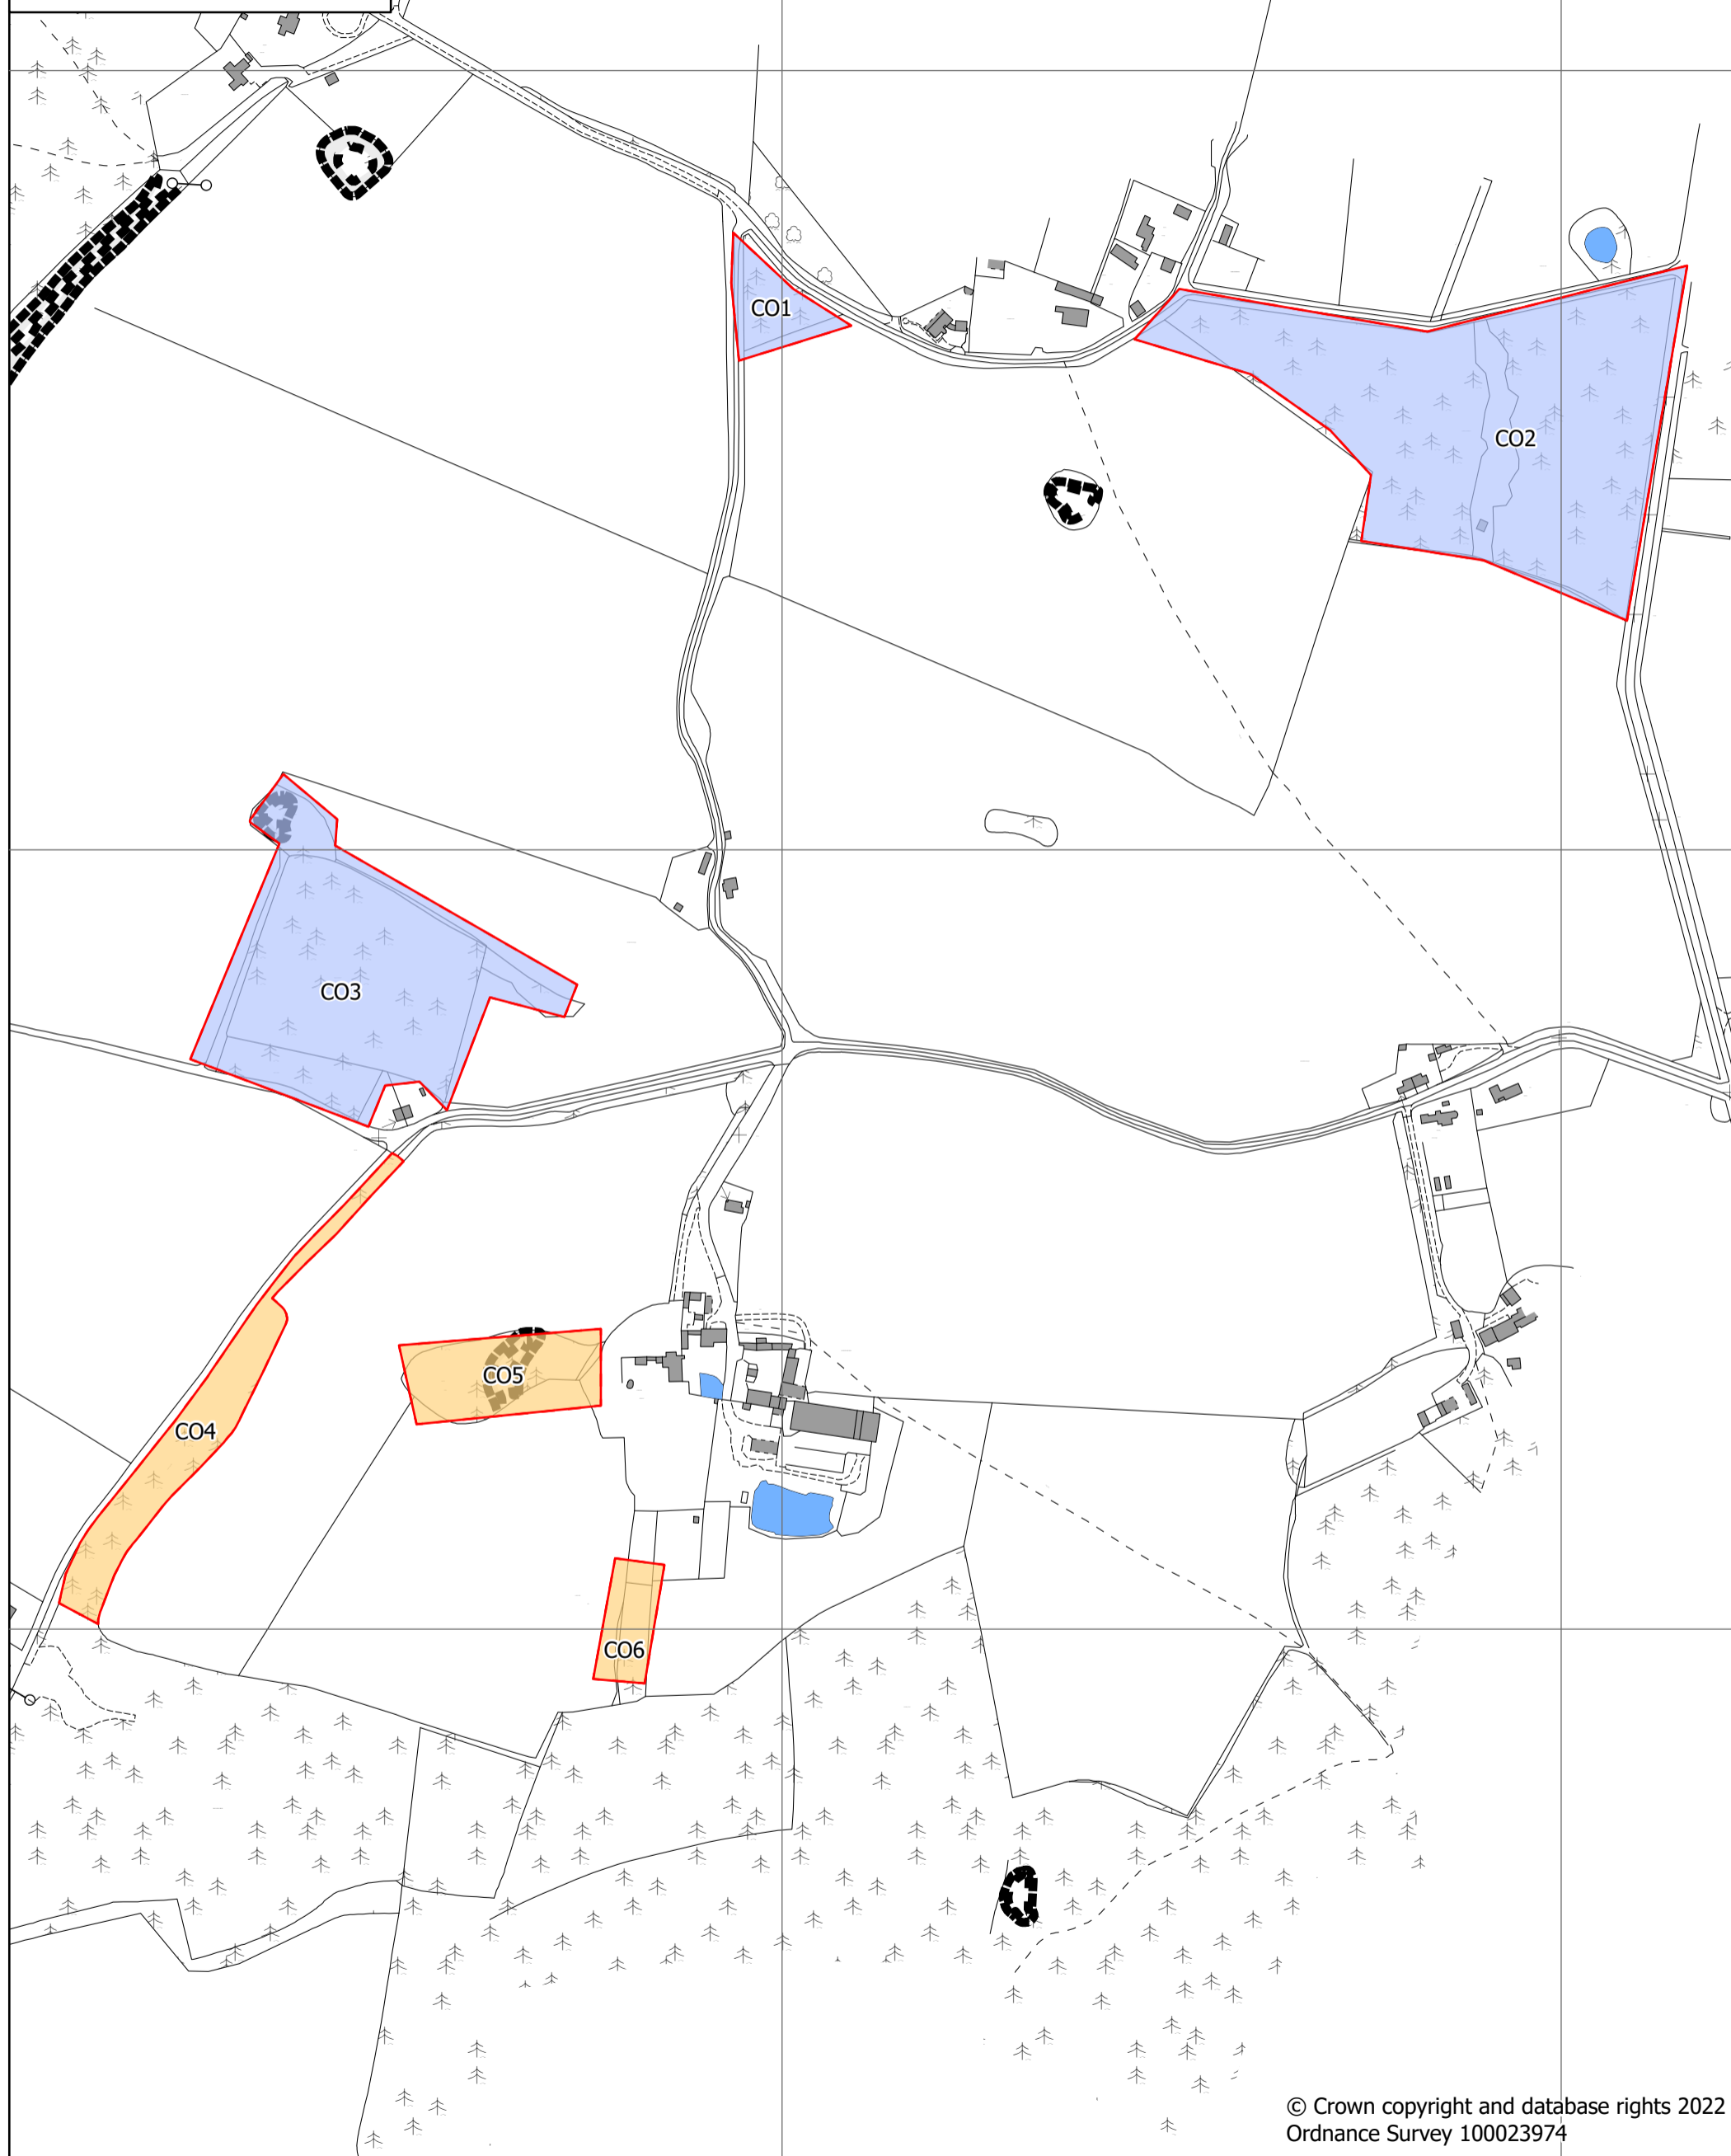 CO1
CO2
CO3
CO4
CO5
CO6
© Crown copyright and database rights 2022
Ordnance Survey 100023974